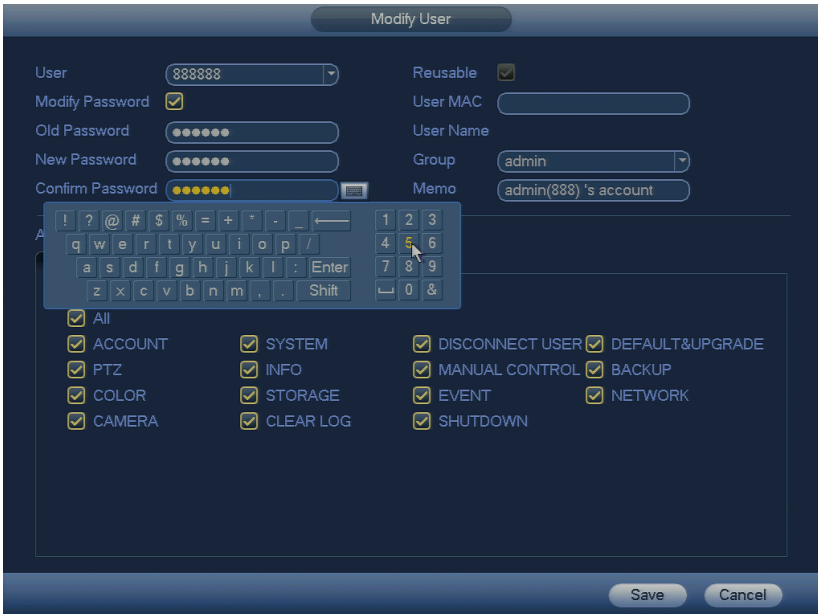 Modify User
User 888888 Reusable
Modify Password User MAC
Old Password ●●●●●● User Name
New Password ●●●●●● Group admin
Confirm Password ●●●●●● Memo admin(888) 's account
! ? @ # $ % = + * - _ 1 2 3
A
q w e r t y u i o p / 4 5 6
a s d f g h j k l : Enter 7 8 9
z x c v b n m , . Shift 0 &
All
ACCOUNT SYSTEM DISCONNECT USER DEFAULT&UPGRADE
PTZ INFO MANUAL CONTROL BACKUP
COLOR STORAGE EVENT NETWORK
CAMERA CLEAR LOG SHUTDOWN
Save Cancel